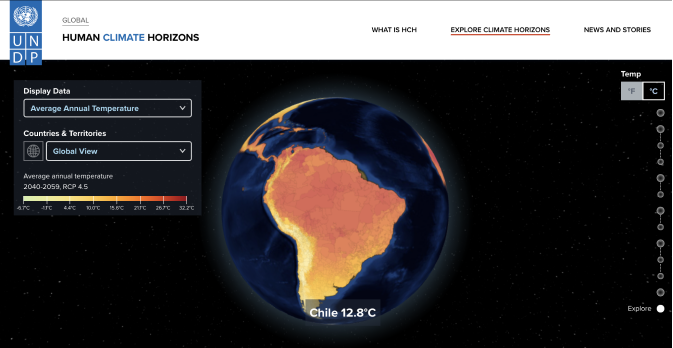 GLOBAL
HUMAN CLIMATE HORIZONS
WHAT IS HCH
EXPLORE CLIMATE HORIZONS
NEWS AND STORIES
U N
D P
Display Data
Average Annual Temperature
Countries & Territories
Global View
Average annual temperature
2040-2059, RCP 4.5
-6.7°C -1.1°C 4.4°C 10.0°C 15.6°C 21.1°C 26.7°C 32.2°C
Temp
°F °C
Chile 12.8°C
Explore